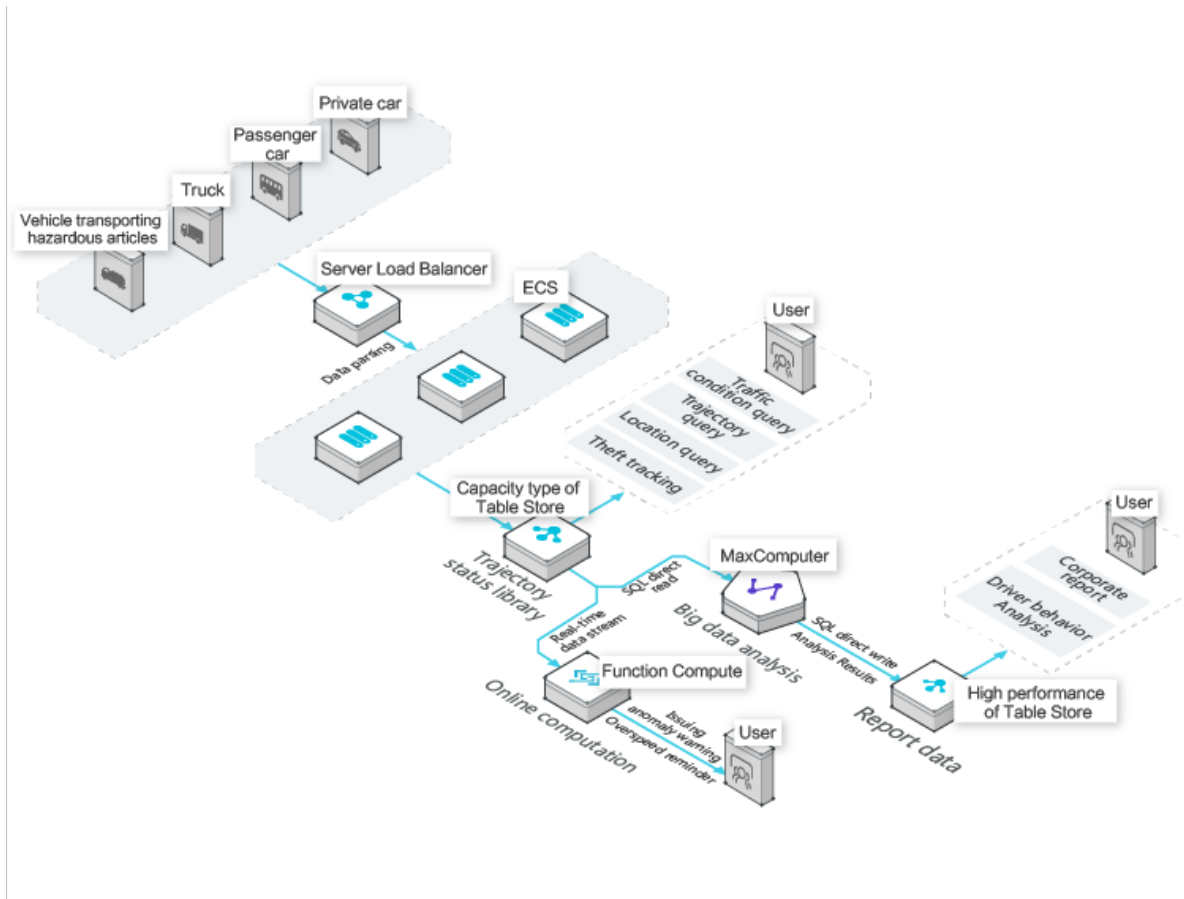 Private car
Passenger
car
Truck
Vehicle transporting
hazardous articles
Server Load Balancer
Data parsing
ECS
User
Traffic
condition query
Trajectory
query
Location query
Theft tracking
Capacity type of
Table Store
Trajectory
status library
SQL direct
read
MaxComputer
Big data analysis
Real-time
data stream
Function Compute
Online computation
Issuing
anomaly warning
Overspeed reminder
User
SQL direct write
Analysis Results
High performance
of Table Store
Report data
User
Corporate
report
Driver behavior
Analysis